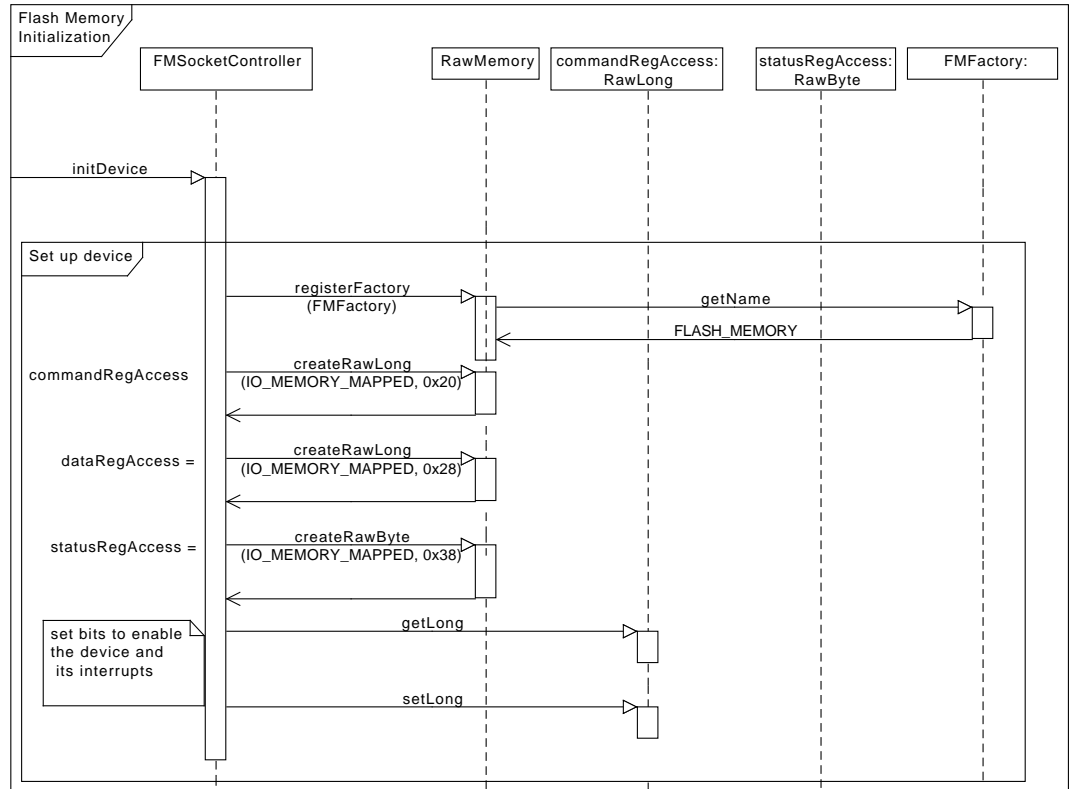 Flash Memory
Initialization
FMSocketController
RawMemory
commandRegAccess:
RawLong
statusRegAccess:
RawByte
FMFactory:
initDevice
Set up device
registerFactory
(FMFactory)
getName
FLASH_MEMORY
commandRegAccess
createRawLong
(IO_MEMORY_MAPPED, 0x20)
dataRegAccess =
createRawLong
(IO_MEMORY_MAPPED, 0x28)
statusRegAccess =
createRawByte
(IO_MEMORY_MAPPED, 0x38)
set bits to enable
the device and
its interrupts
getLong
setLong